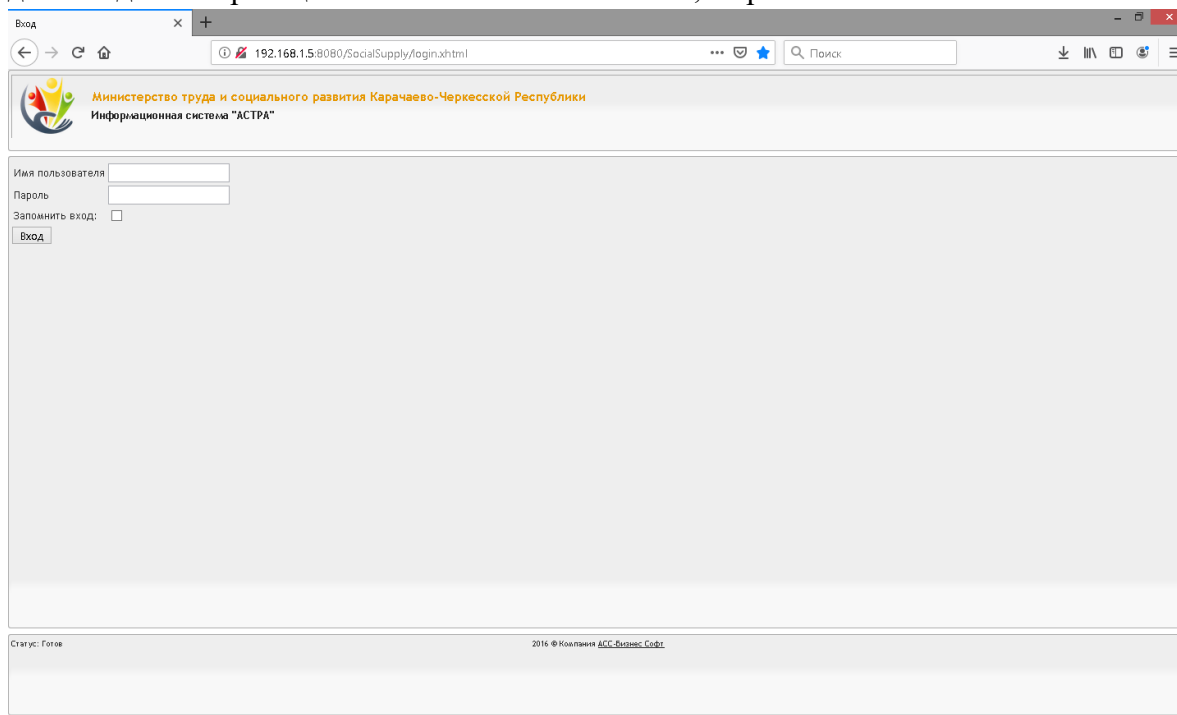 Вход
192.168.1.5:8080/SocialSupply/login.xhtml
Поиск
Министерство труда и социального развития Карачаево-Черкесской Республики
Информационная система "АСТРА"
Имя пользователя
Пароль
Запомнить вход:
Вход
Статус: Готов
2016 © Компания АСС-Бизнес Софт